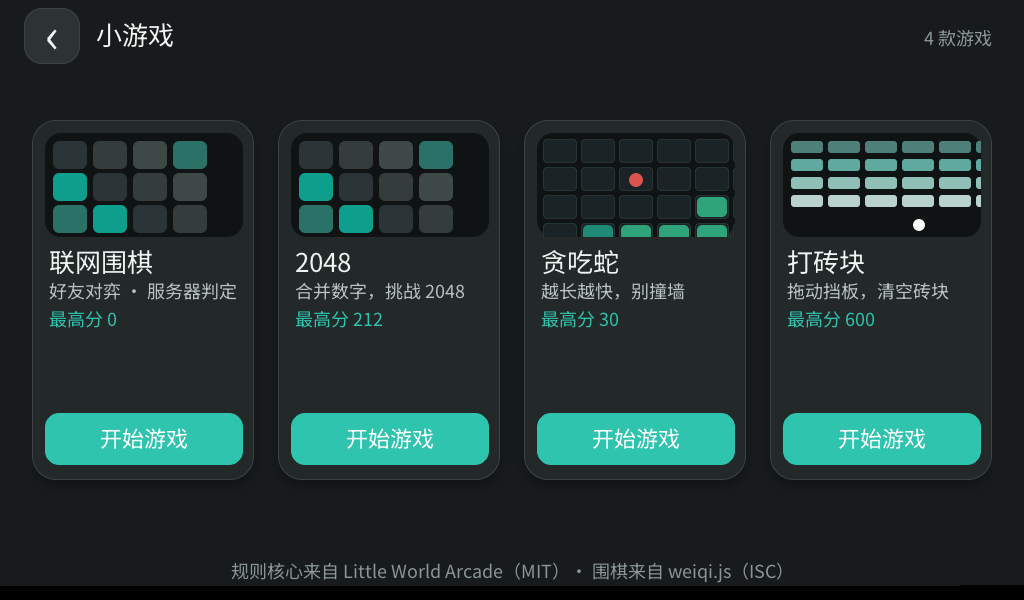 小游戏
4 款游戏
联网围棋
好友对弈 · 服务器判定
最高分 0
开始游戏
2048
合并数字，挑战 2048
最高分 212
开始游戏
贪吃蛇
越长越快，别撞墙
最高分 30
开始游戏
打砖块
拖动挡板，清空砖块
最高分 600
开始游戏
规则核心来自 Little World Arcade（MIT） · 围棋来自 weiqi.js（ISC）